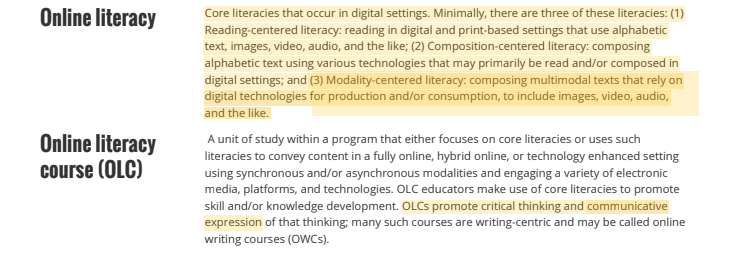 Online literacy
Core literacies that occur in digital settings. Minimally, there are three of these literacies: (1)
Reading-centered literacy: reading in digital and print-based settings that use alphabetic
text, images, video, audio, and the like; (2) Composition-centered literacy: composing
alphabetic text using various technologies that may primarily be read and/or composed in
digital settings; and (3) Modality-centered literacy: composing multimodal texts that rely on
digital technologies for production and/or consumption, to include images, video, audio,
and the like.
Online literacy
course (OLC)
A unit of study within a program that either focuses on core literacies or uses such
literacies to convey content in a fully online, hybrid online, or technology enhanced setting
using synchronous and/or asynchronous modalities and engaging a variety of electronic
media, platforms, and technologies. OLC educators make use of core literacies to promote
skill and/or knowledge development. OLCs promote critical thinking and communicative
expression of that thinking; many such courses are writing-centric and may be called online
writing courses (OWCs).